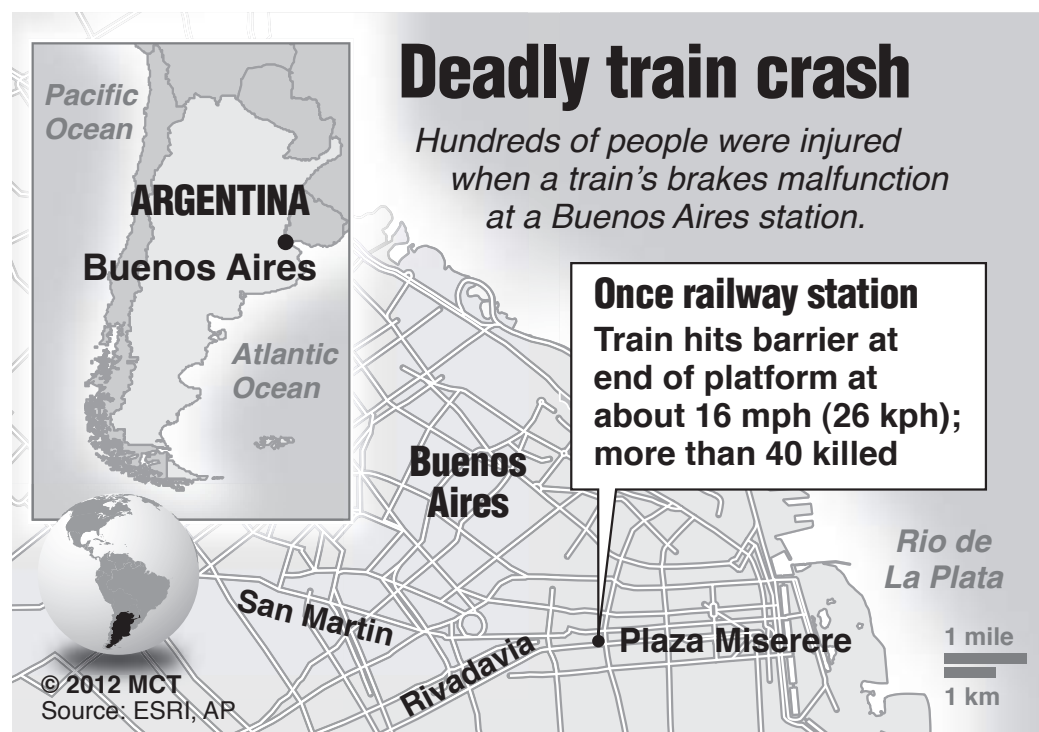 Deadly train crash
Hundreds of people were injured
when a train's brakes malfunction
at a Buenos Aires station.
Pacific
Ocean
ARGENTINA
Buenos Aires
Atlantic
Ocean
Once railway station
Train hits barrier at
end of platform at
about 16 mph (26 kph);
more than 40 killed
Buenos
Aires
Rio de
La Plata
San Martin
Rivadavia
Plaza Miserere
1 mile
1 km
© 2012 MCT
Source: ESRI, AP